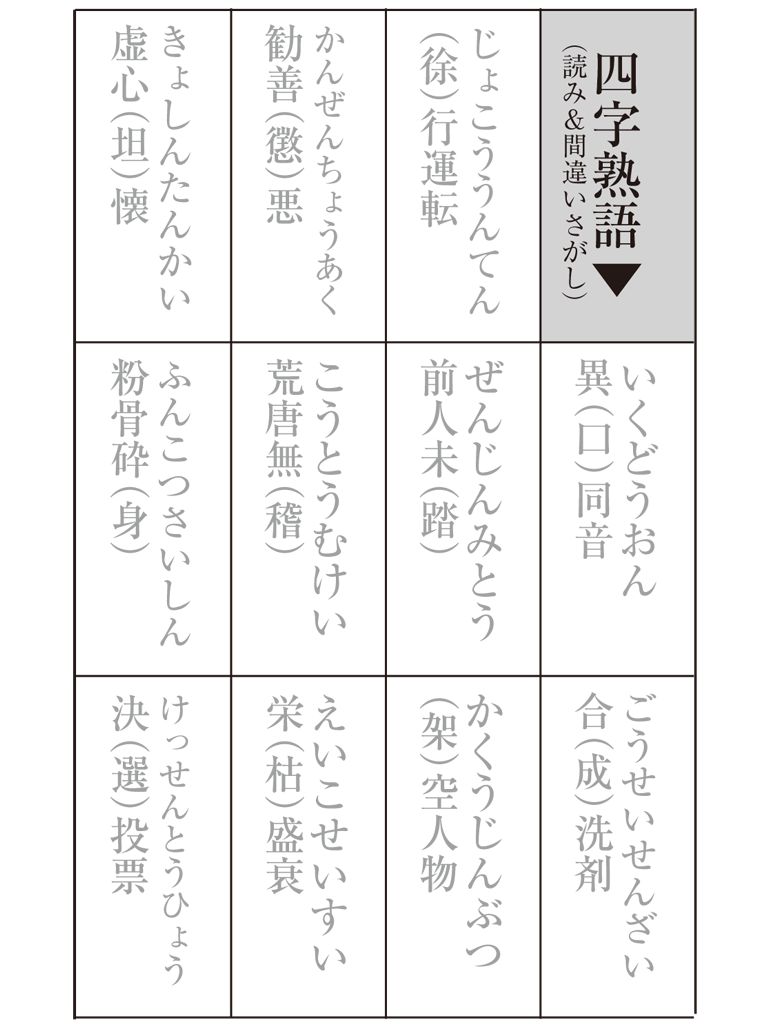 四字熟語▼
（読み＆間違いさがし）
いくどうおん
異（口）同音
ごうせいせんざい
合（成）洗剤
じょこううんてん
（徐）行運転
ぜんじんみとう
前人未（踏）
かくうじんぶつ
（架）空人物
かんぜんちょうあく
勧善（懲）悪
こうとうむけい
荒唐無（稽）
えいこせいすい
栄（枯）盛衰
きょしんたんかい
虚心（坦）懐
ふんこつさいしん
粉骨砕（身）
けっせんとうひょう
決（選）投票